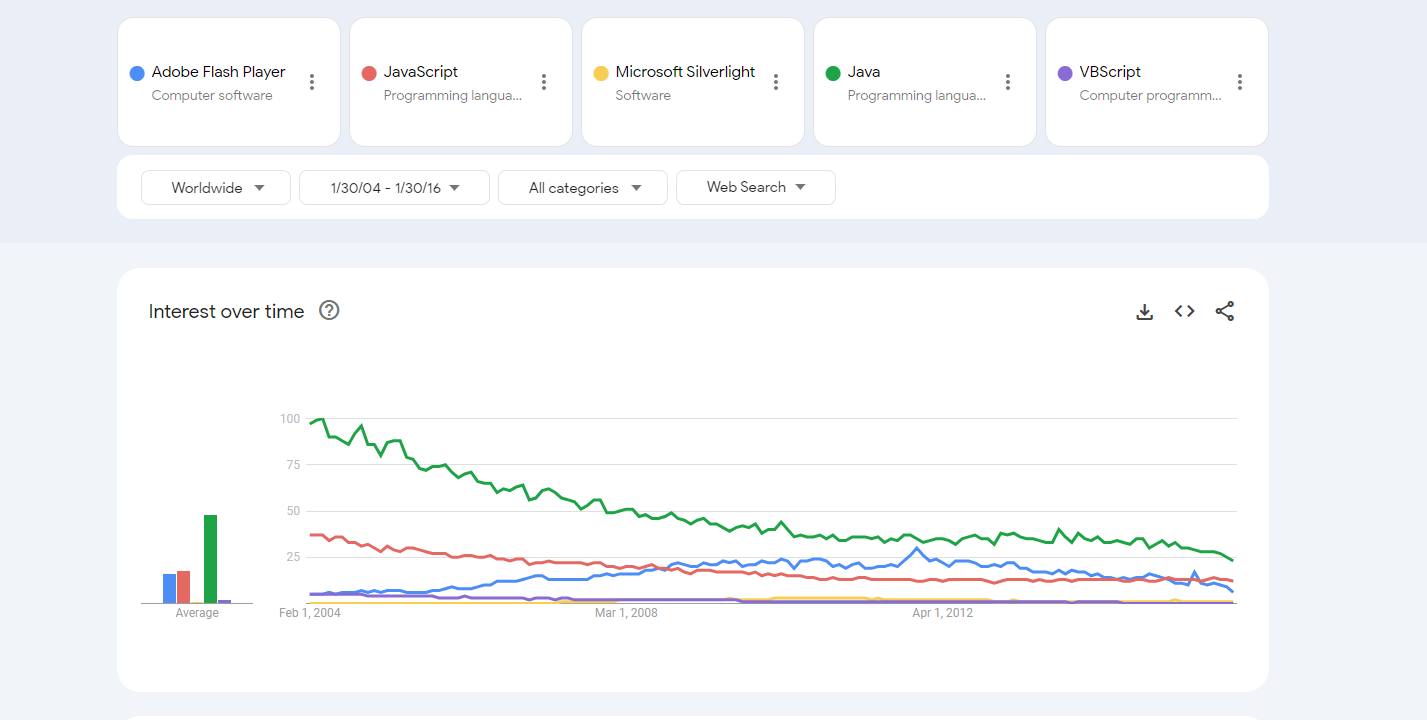 Adobe Flash Player
Computer software
JavaScript
Programming langua...
Microsoft Silverlight
Software
Java
Programming langua...
VBScript
Computer programm...
Worldwide
1/30/04 - 1/30/16
All categories
Web Search
Interest over time
100
75
50
25
Average
Feb 1, 2004
Mar 1, 2008
Apr 1, 2012